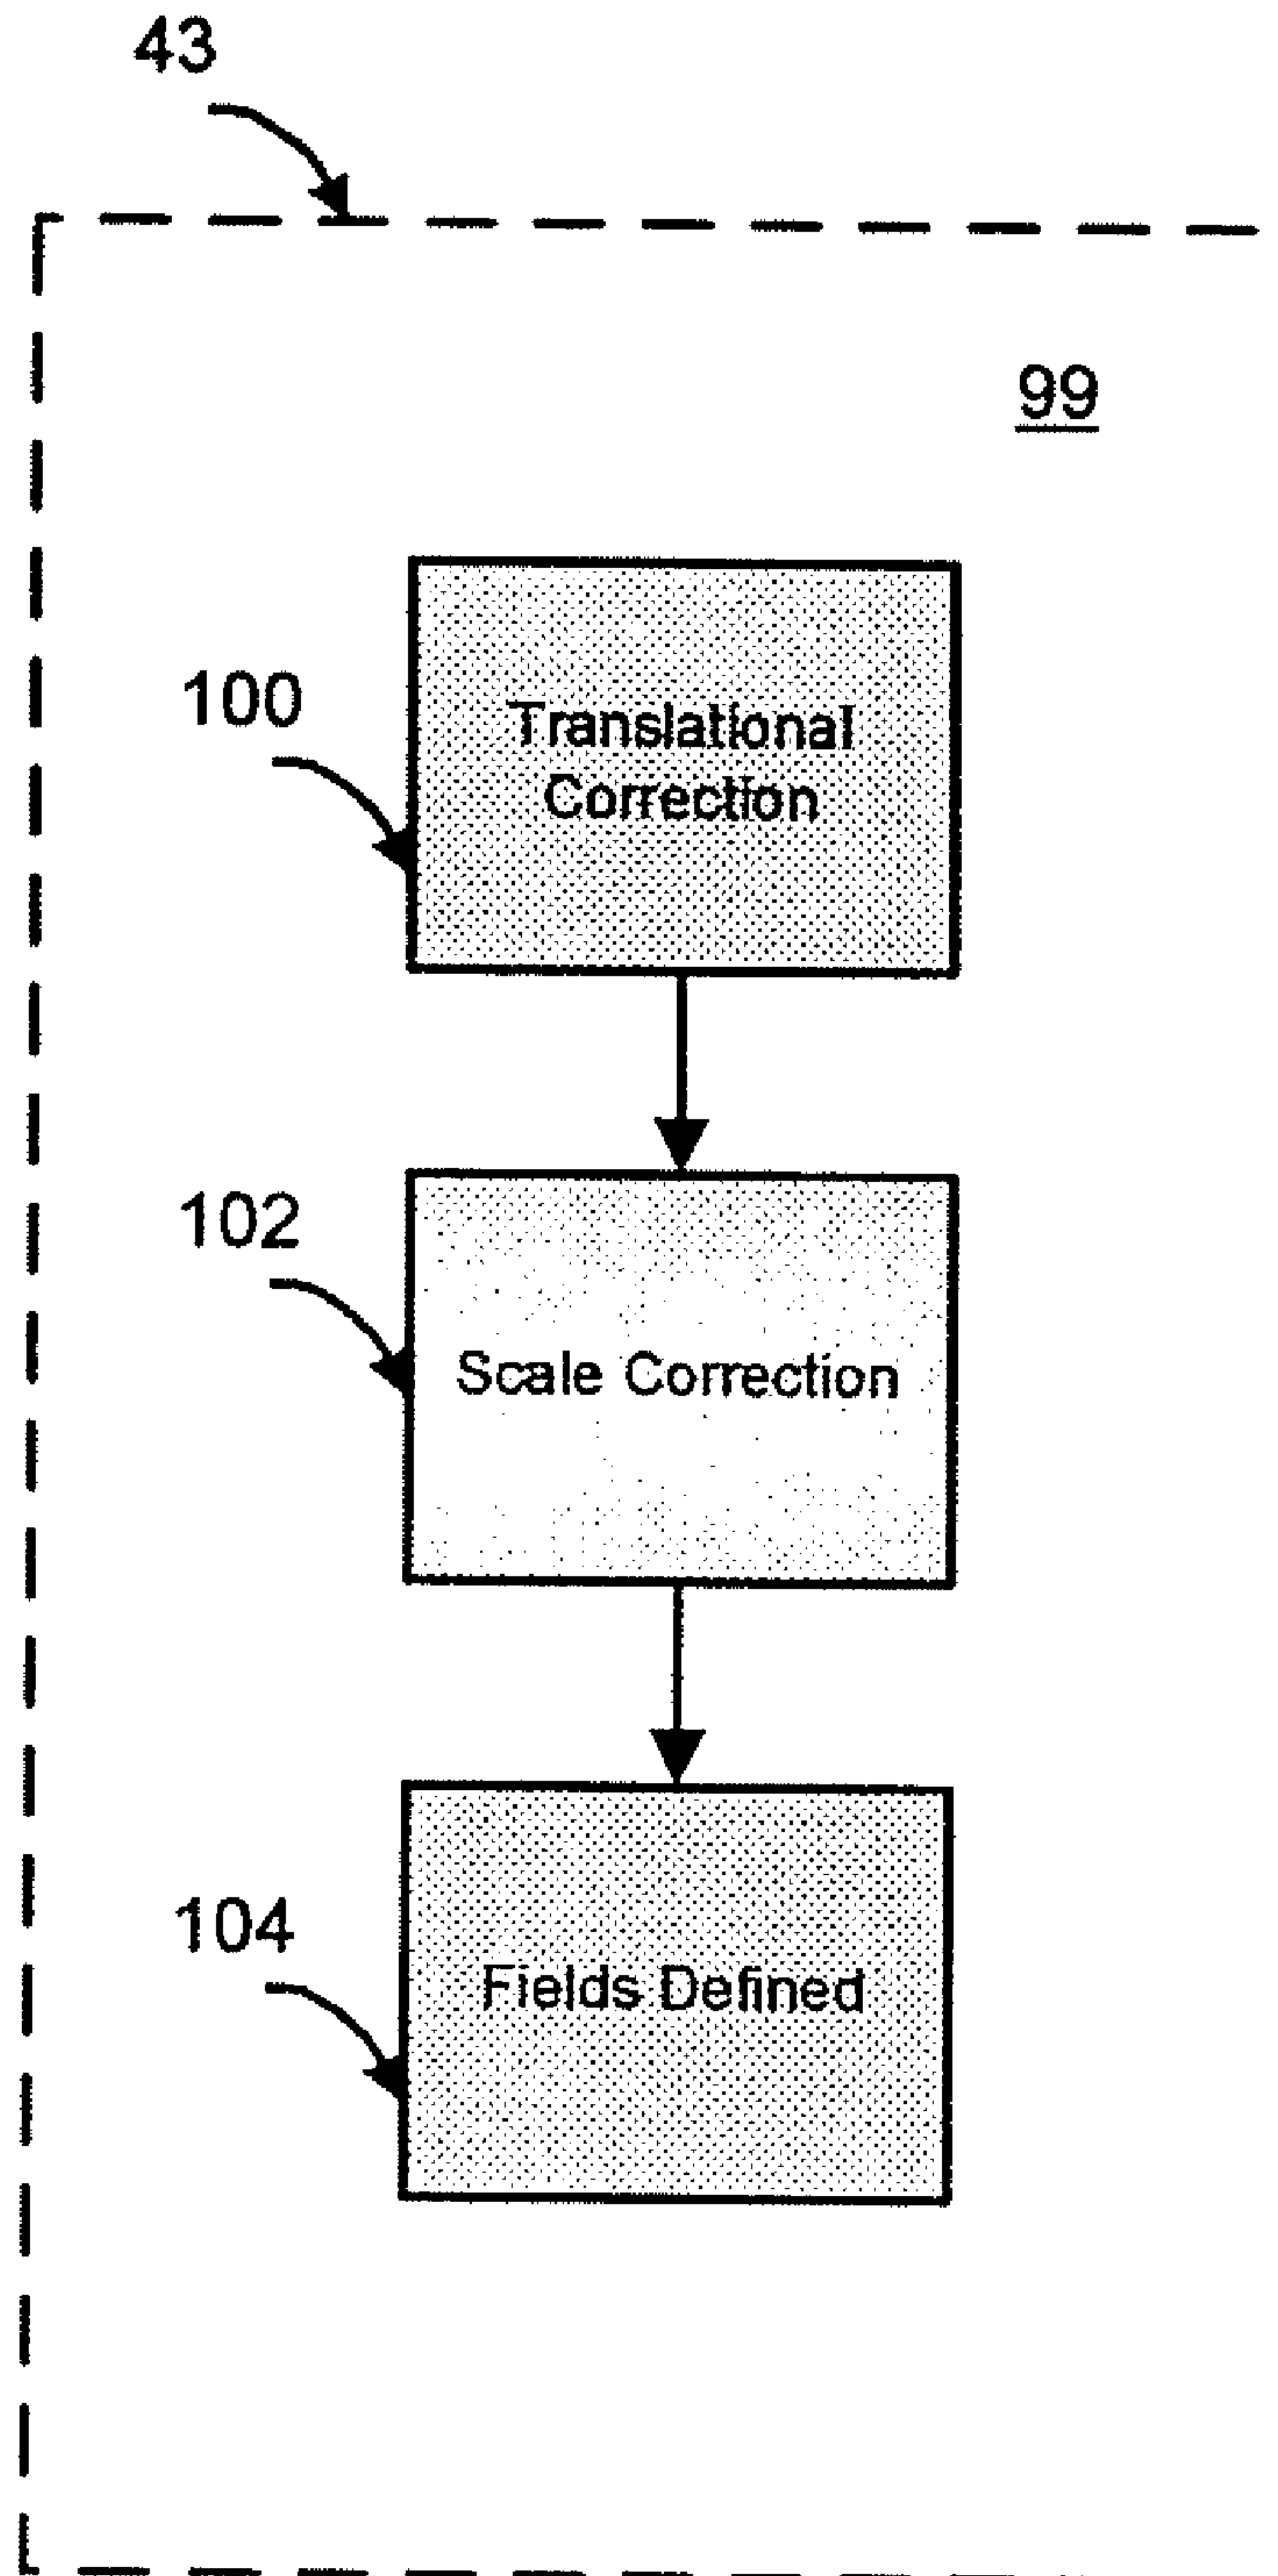 43
99
100
Translational
Correction
102
Scale Correction
104
Fields Defined